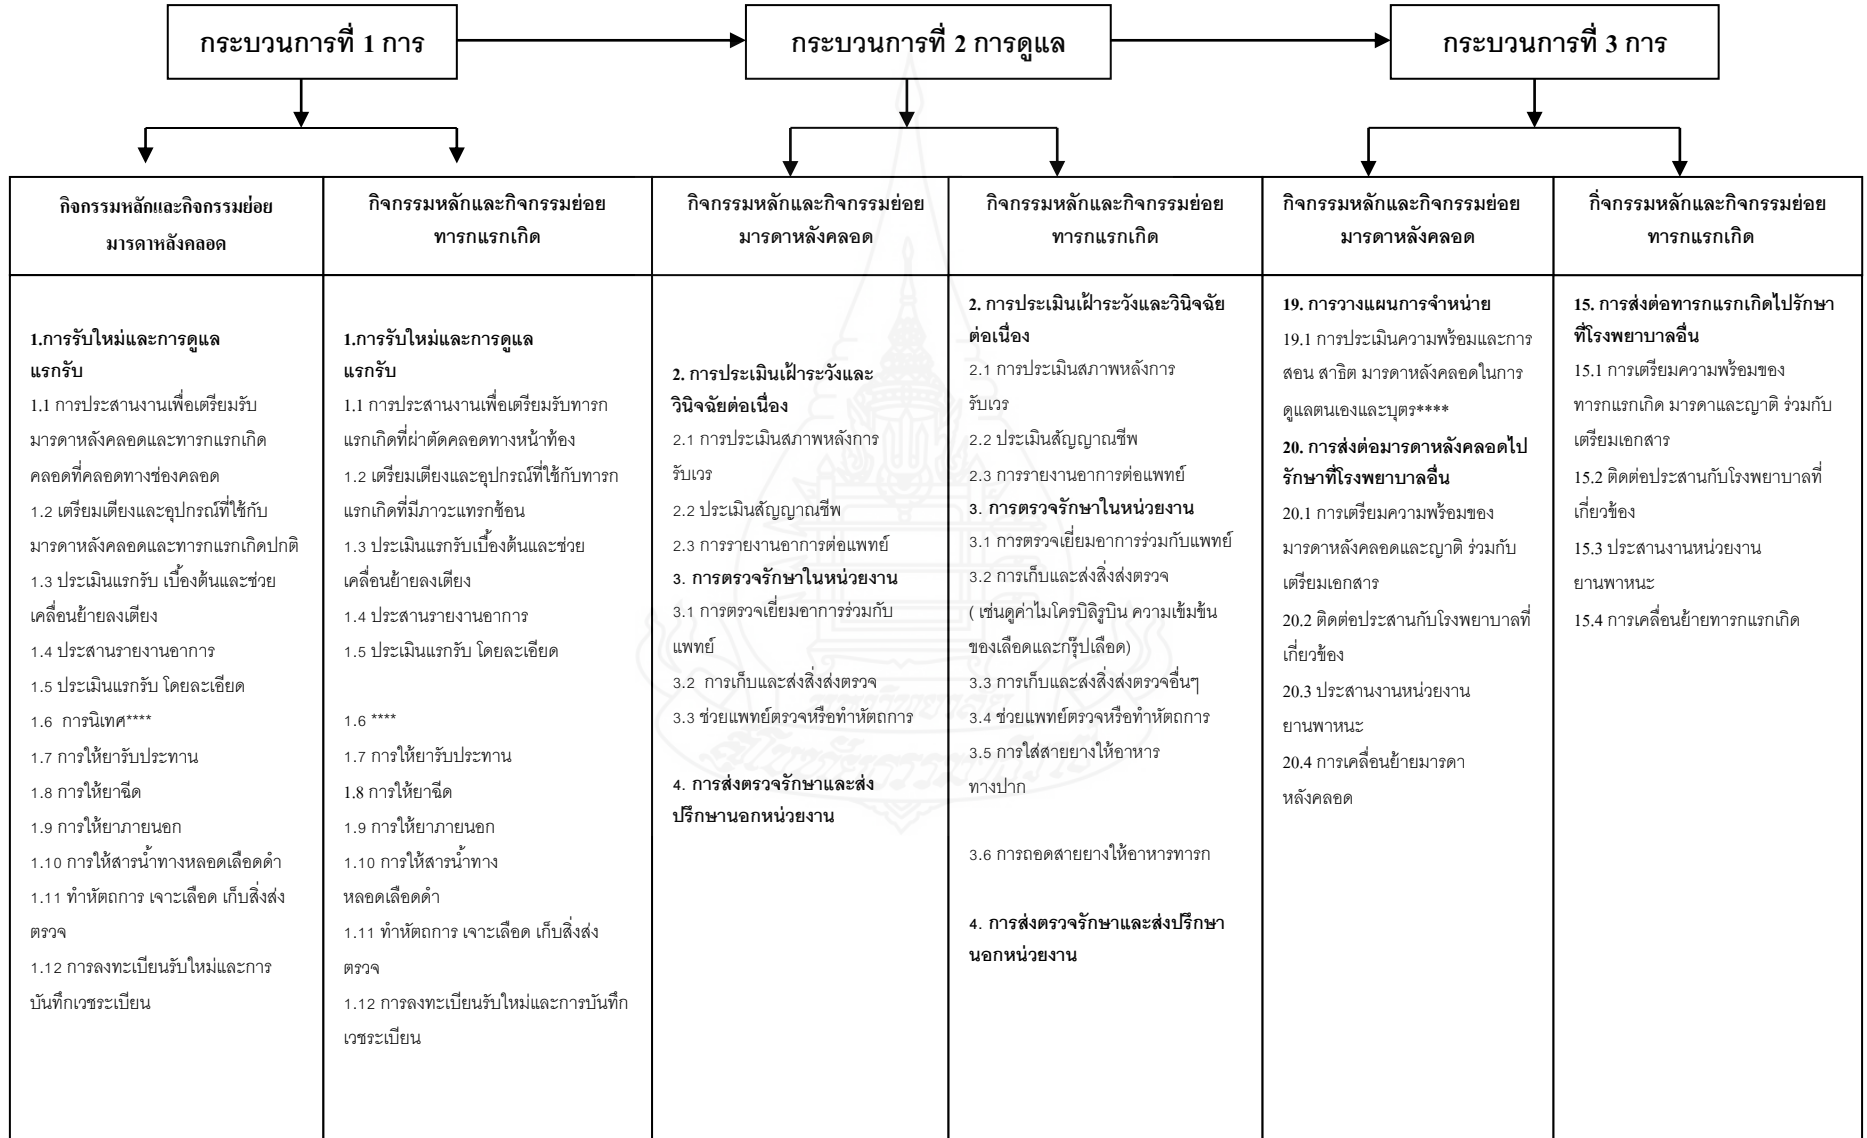 กระบวนการที่ 1 การ
กระบวนการที่ 2 การดูแล
กระบวนการที่ 3 การ
กิจกรรมหลักและกิจกรรมย่อย
มารดาหลังคลอด
กิจกรรมหลักและกิจกรรมย่อย
ทารกแรกเกิด
กิจกรรมหลักและกิจกรรมย่อย
มารดาหลังคลอด
กิจกรรมหลักและกิจกรรมย่อย
ทารกแรกเกิด
กิจกรรมหลักและกิจกรรมย่อย
มารดาหลังคลอด
กิจกรรมหลักและกิจกรรมย่อย
ทารกแรกเกิด
1.การรับใหม่และการดูแล
แรกรับ
1.1 การประสานงานเพื่อเตรียมรับ
มารดาหลังคลอดและทารกแรกเกิด
คลอดที่คลอดทางช่องคลอด
1.2 เตรียมเตียงและอุปกรณ์ที่ใช้กับ
มารดาหลังคลอดและทารกแรกเกิดปกติ
1.3 ประเมินแรกรับ เบื้องต้นและช่วย
เคลื่อนย้ายลงเตียง
1.4 ประสานรายงานอาการ
1.5 ประเมินแรกรับ โดยละเอียด
1.6 การนิเทศ****
1.7 การให้ยารับประทาน
1.8 การให้ยาฉีด
1.9 การให้ยาภายนอก
1.10 การให้สารน้ำทางหลอดเลือดดำ
1.11 ทำหัตถการ เจาะเลือด เก็บสิ่งส่ง
ตรวจ
1.12 การลงทะเบียนรับใหม่และการ
บันทึกเวชระเบียน
1.การรับใหม่และการดูแล
แรกรับ
1.1 การประสานงานเพื่อเตรียมรับทารก
แรกเกิดที่ผ่าตัดคลอดทางหน้าท้อง
1.2 เตรียมเตียงและอุปกรณ์ที่ใช้กับทารก
แรกเกิดที่มีภาวะแทรกซ้อน
1.3 ประเมินแรกรับเบื้องต้นและช่วย
เคลื่อนย้ายลงเตียง
1.4 ประสานรายงานอาการ
1.5 ประเมินแรกรับ โดยละเอียด
1.6 ****
1.7 การให้ยารับประทาน
1.8 การให้ยาฉีด
1.9 การให้ยาภายนอก
1.10 การให้สารน้ำทาง
หลอดเลือดดำ
1.11 ทำหัตถการ เจาะเลือด เก็บสิ่งส่ง
ตรวจ
1.12 การลงทะเบียนรับใหม่และการบันทึก
เวชระเบียน
2. การประเมินเฝ้าระวังและ
วินิจฉัยต่อเนื่อง
2.1 การประเมินสภาพหลังการ
รับเวร
2.2 ประเมินสัญญาณชีพ
2.3 การรายงานอาการต่อแพทย์
3. การตรวจรักษาในหน่วยงาน
3.1 การตรวจเยี่ยมอาการร่วมกับ
แพทย์
3.2 การเก็บและส่งสิ่งส่งตรวจ
3.3 ช่วยแพทย์ตรวจหรือทำหัตถการ
4. การส่งตรวจรักษาและส่ง
ปรึกษานอกหน่วยงาน
2. การประเมินเฝ้าระวังและวินิจฉัย
ต่อเนื่อง
2.1 การประเมินสภาพหลังการ
รับเวร
2.2 ประเมินสัญญาณชีพ
2.3 การรายงานอาการต่อแพทย์
3. การตรวจรักษาในหน่วยงาน
3.1 การตรวจเยี่ยมอาการร่วมกับแพทย์
3.2 การเก็บและส่งสิ่งส่งตรวจ
( เช่นดูค่าไมโครบิลิรูบิน ความเข้มข้น
ของเลือดและกรุ๊ปเลือด)
3.3 การเก็บและส่งสิ่งส่งตรวจอื่นๆ
3.4 ช่วยแพทย์ตรวจหรือทำหัตถการ
3.5 การใส่สายยางให้อาหาร
ทางปาก
3.6 การถอดสายยางให้อาหารทารก
4. การส่งตรวจรักษาและส่งปรึกษา
นอกหน่วยงาน
19. การวางแผนการจำหน่าย
19.1 การประเมินความพร้อมและการ
สอน สาธิต มารดาหลังคลอดในการ
ดูแลตนเองและบุตร****
20. การส่งต่อมารดาหลังคลอดไป
รักษาที่โรงพยาบาลอื่น
20.1 การเตรียมความพร้อมของ
มารดาหลังคลอดและญาติ ร่วมกับ
เตรียมเอกสาร
20.2 ติดต่อประสานกับโรงพยาบาลที่
เกี่ยวข้อง
20.3 ประสานงานหน่วยงาน
ยานพาหนะ
20.4 การเคลื่อนย้ายมารดา
หลังคลอด
15. การส่งต่อทารกแรกเกิดไปรักษา
ที่โรงพยาบาลอื่น
15.1 การเตรียมความพร้อมของ
ทารกแรกเกิด มารดาและญาติ ร่วมกับ
เตรียมเอกสาร
15.2 ติดต่อประสานกับโรงพยาบาลที่
เกี่ยวข้อง
15.3 ประสานงานหน่วยงาน
ยานพาหนะ
15.4 การเคลื่อนย้ายทารกแรกเกิด